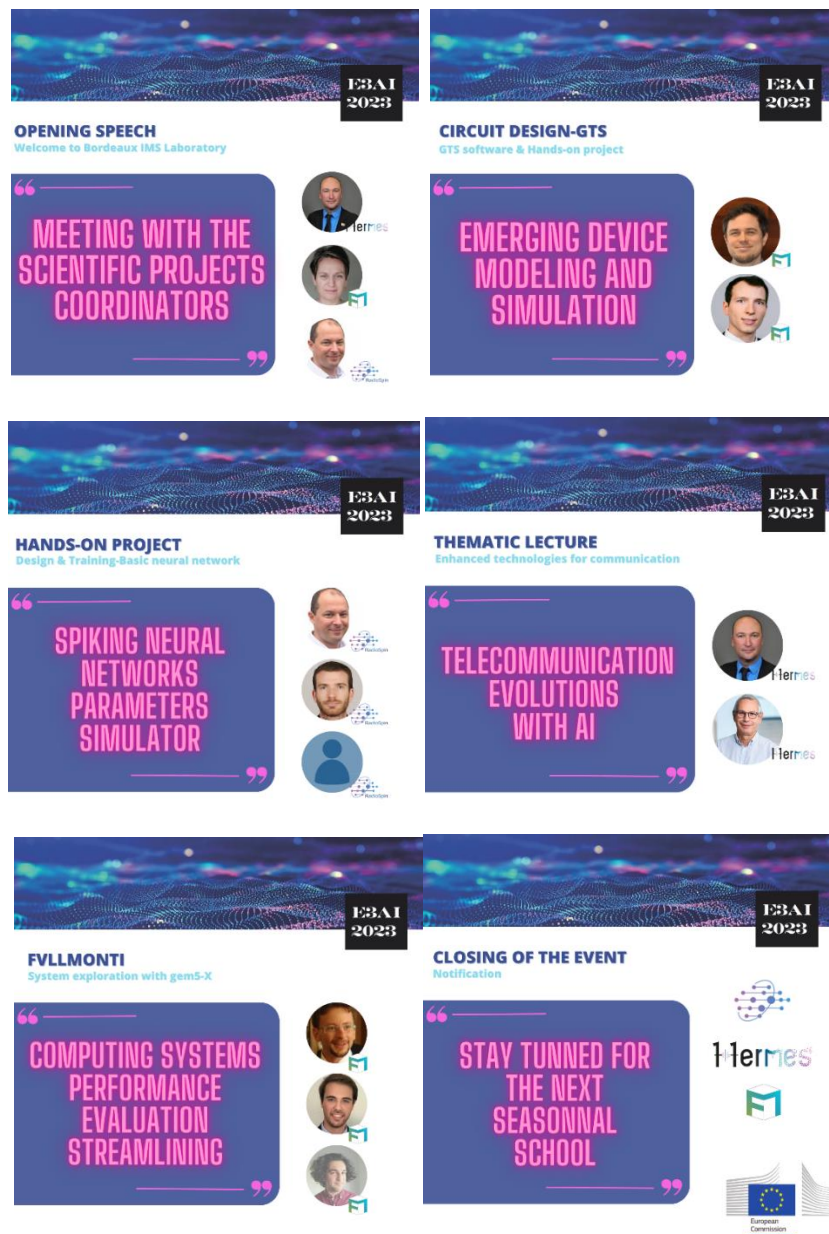 E3AI
2023
OPENING SPEECH
Welcome to Bordeaux IMS Laboratory
MEETING WITH THE
SCIENTIFIC PROJECTS
COORDINATORS
Hermes
RadioSpin
E3AI
2023
CIRCUIT DESIGN-GTS
GTS software & Hands-on project
EMERGING DEVICE
MODELING AND
SIMULATION
E3AI
2023
HANDS-ON PROJECT
Design & Training-Basic neural network
SPIKING NEURAL
NETWORKS
PARAMETERS
SIMULATOR
RadioSpin
RadioSpin
RadioSpin
E3AI
2023
THEMATIC LECTURE
Enhanced technologies for communication
TELECOMMUNICATION
EVOLUTIONS
WITH AI
Hermes
Hermes
E3AI
2023
FVLLMONTI
System exploration with gem5-X
COMPUTING SYSTEMS
PERFORMANCE
EVALUATION
STREAMLINING
E3AI
2023
CLOSING OF THE EVENT
Notification
STAY TUNNED FOR
THE NEXT
SEASONNAL
SCHOOL
Hermes
European
Commission